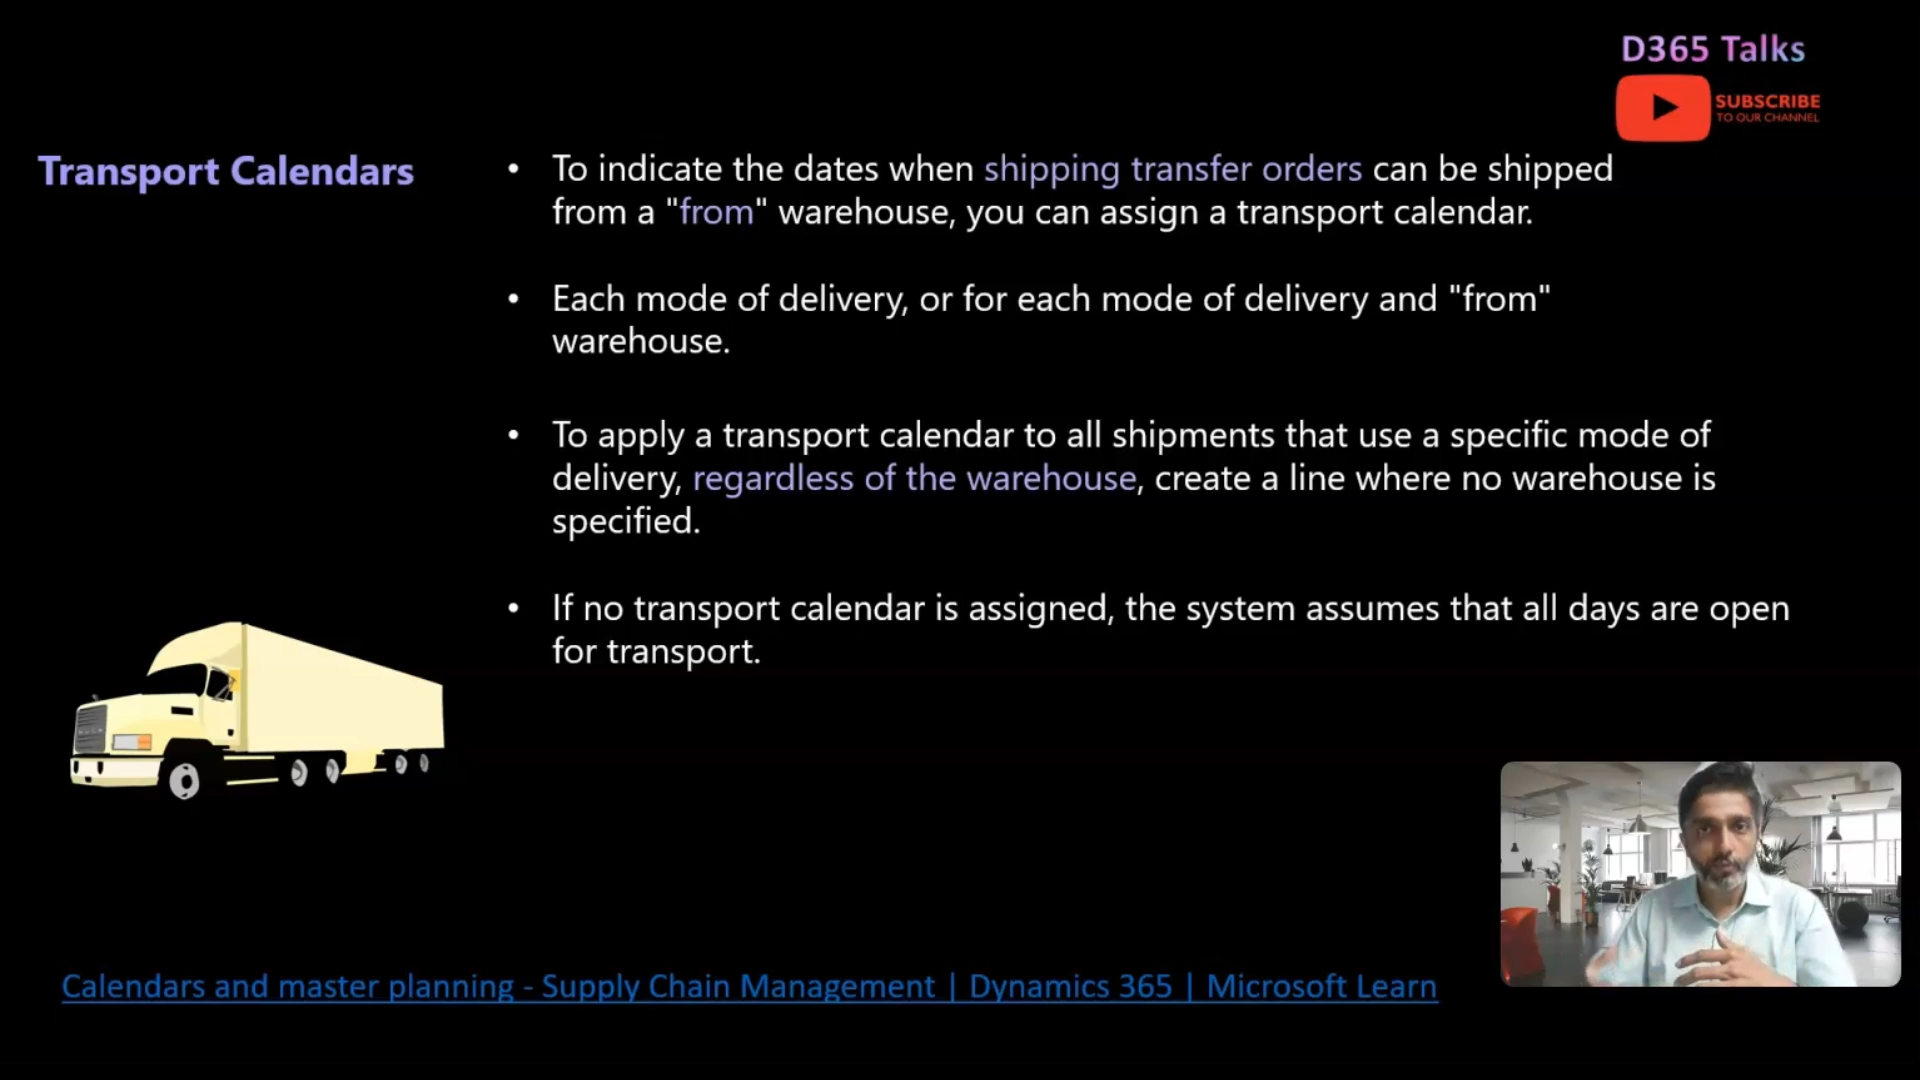 D365 Talks
SUBSCRIBE
TO OUR CHANNEL
Transport Calendars
• To indicate the dates when shipping transfer orders can be shipped
from a "from" warehouse, you can assign a transport calendar.
• Each mode of delivery, or for each mode of delivery and "from"
warehouse.
• To apply a transport calendar to all shipments that use a specific mode of
delivery, regardless of the warehouse, create a line where no warehouse is
specified.
• If no transport calendar is assigned, the system assumes that all days are open
for transport.
Calendars and master planning - Supply Chain Management | Dynamics 365 | Microsoft Learn